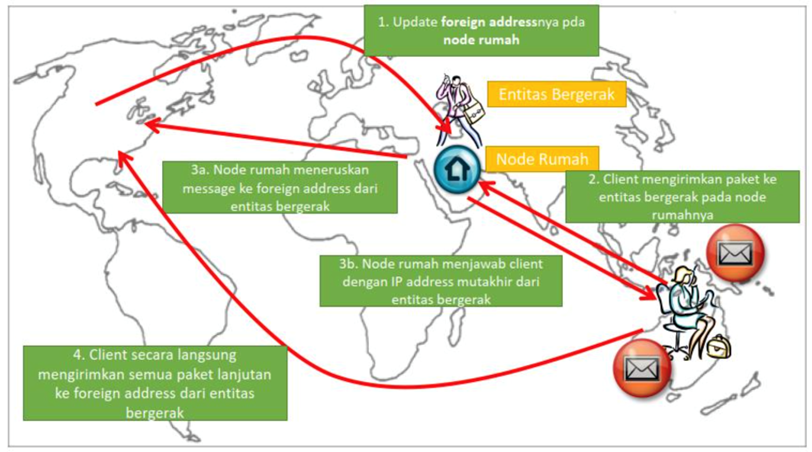 1. Update foreign addressnya pda
node rumah
Entitas Bergerak
Node Rumah
2. Client mengirimkan paket ke
entitas bergerak pada node
rumahnya
3a. Node rumah meneruskan
message ke foreign address dari
entitas bergerak
3b. Node rumah menjawab client
dengan IP address mutakhir dari
entitas bergerak
4. Client secara langsung
mengirimkan semua paket lanjutan
ke foreign address dari entitas
bergerak